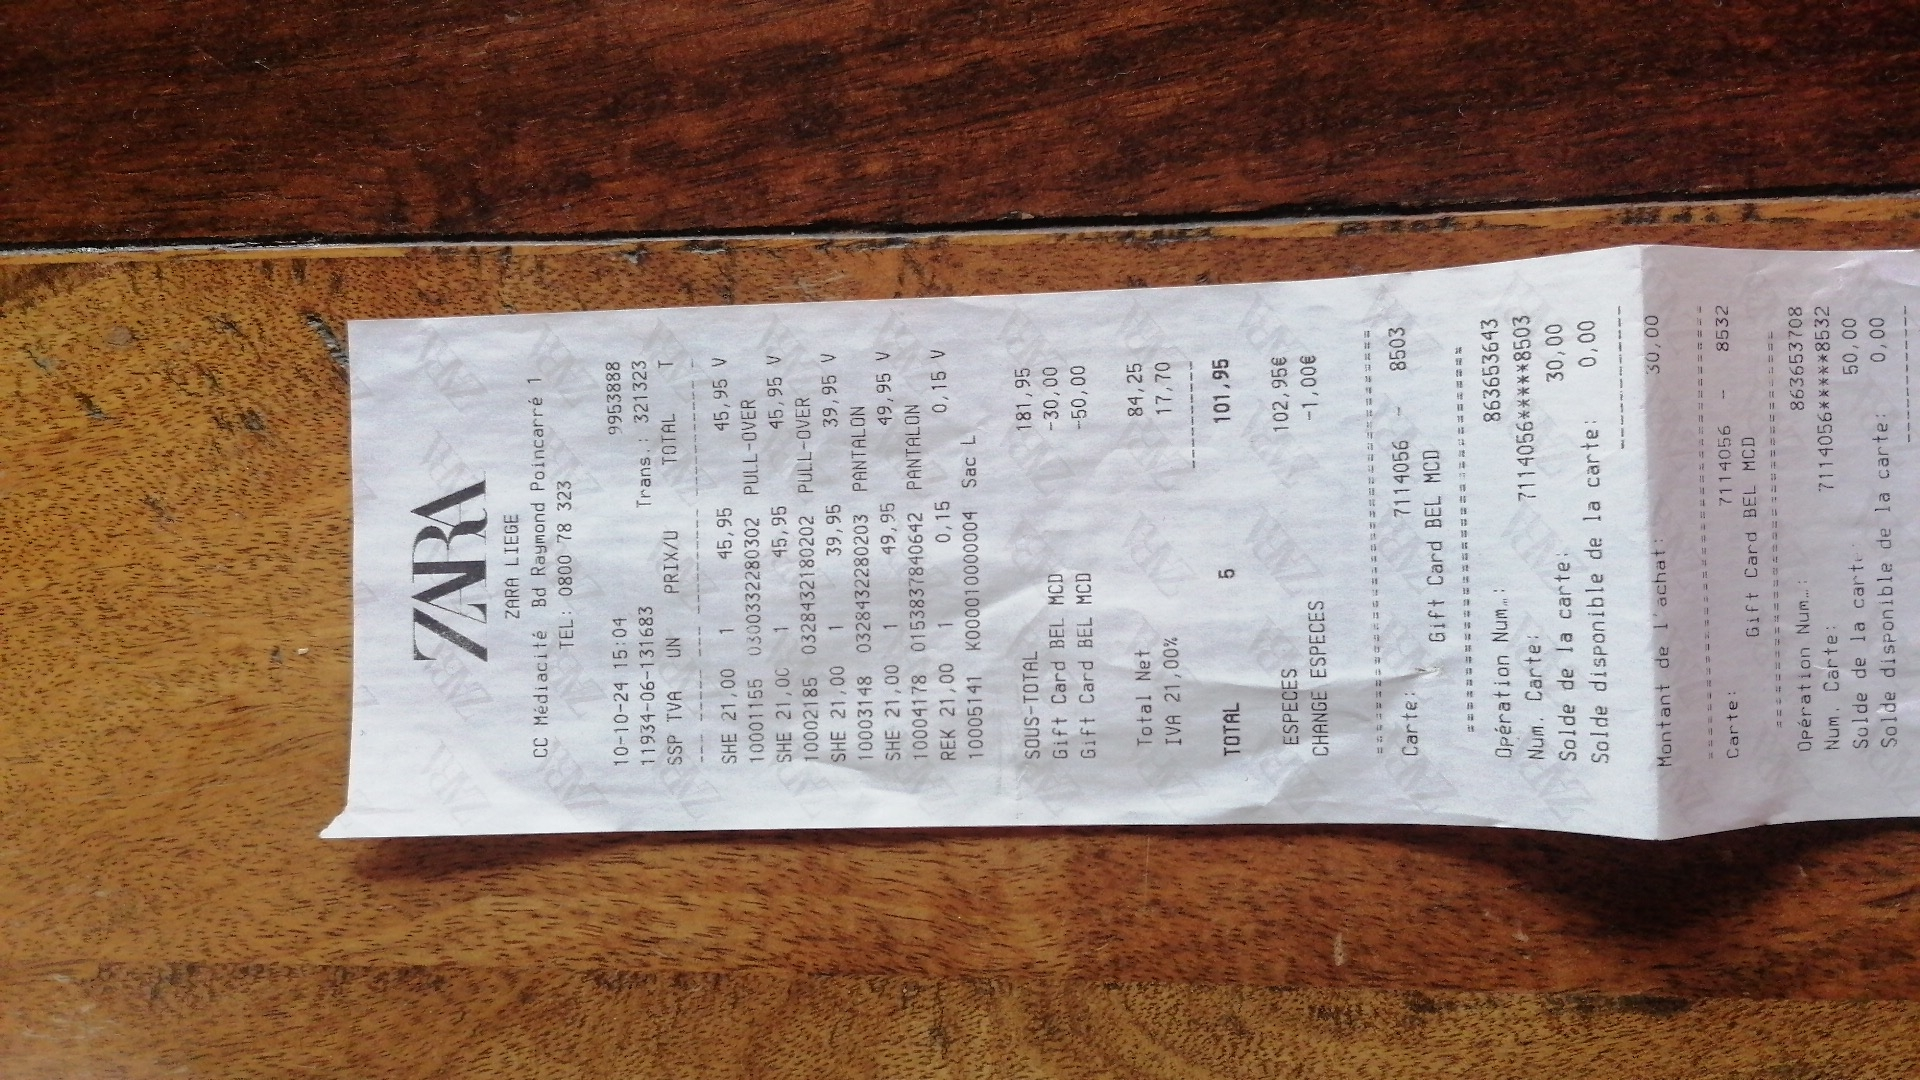 ZARA
ZARA LIEGE
CC Médiacité Bd Raymond Poincarré 1
TEL: 0800 78 323
9953888
10-10-24 15:04
11934-06-131683 Trans.: 321323
SSP TVA UN PRIX/U TOTAL T
SHE 21,00 1 45,95 45,95 V
10001155 03003322280302 PULL-OVER
SHE 21,00 1 45,95 45,95 V
10002185 0328432180202 PULL-OVER
SHE 21,00 1 39,95 39,95 V
10003148 03284322280203 PANTALON
SHE 21,00 1 49,95 49,95 V
10004178 0153837840642 PANTALON
REK 21,00 1 0,15 0,15 V
10005141 K0000100000004 Sac L
SOUS-TOTAL 181,95
Gift Card BEL MCD -30,00
Gift Card BEL MCD -50,00
Total Net 84,25
IVA 21,00% 17,70
TOTAL 5 101,95
ESPECES 102,95€
CHANGE ESPECES -1,00€
Carte: 7114056 - 8503
Gift Card BEL MCD
Opération Num.: 863653643
Num. Carte: 7114056******8503
Solde de la carte: 30,00
Solde disponible de la carte: 0,00
Montant de l'achat: 30,00
Carte: 7114056 - 8532
Gift Card BEL MCD
Opération Num.: 863653708
Num. Carte: 7114056******8532
Solde de la carte: 50,00
Solde disponible de la carte: 0,00